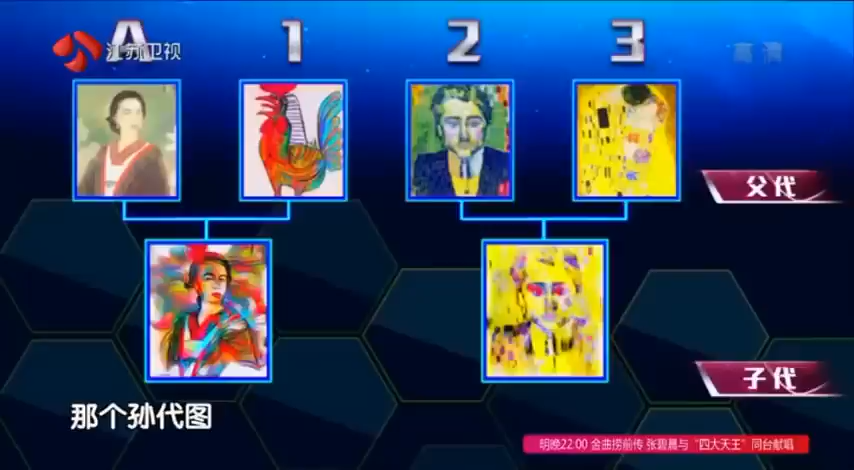 A 1 2 3
江苏卫视
高清
父代
子代
那个孙代图
明晚22:00 金曲捞前传 张碧晨与“四大天王”同台献唱